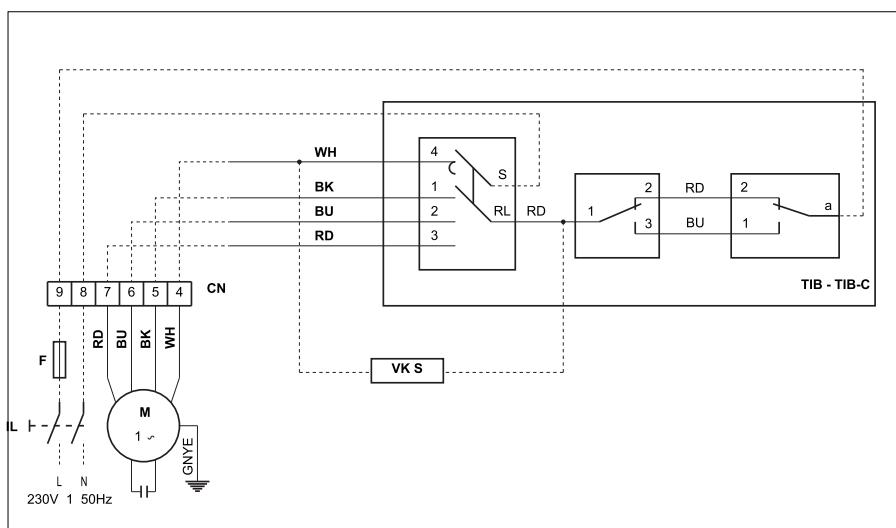 WH
4
S
BK
1
2
RD
2
BU
2
RL
RD
1
a
RD
3
3
BU
1
TIB - TIB-C
9
8
7
6
5
4
CN
RD
BU
BK
WH
F
VK S
M
1 ~
IL
GNYE
L
N
230V 1 50Hz